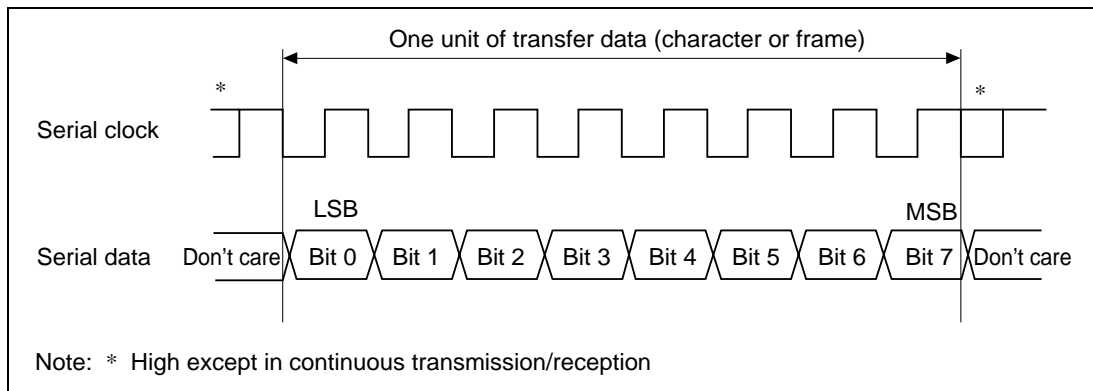 One unit of transfer data (character or frame)
* *
Serial clock
LSB MSB
Serial data Don't care Bit 0 Bit 1 Bit 2 Bit 3 Bit 4 Bit 5 Bit 6 Bit 7 Don't care
Note: * High except in continuous transmission/reception